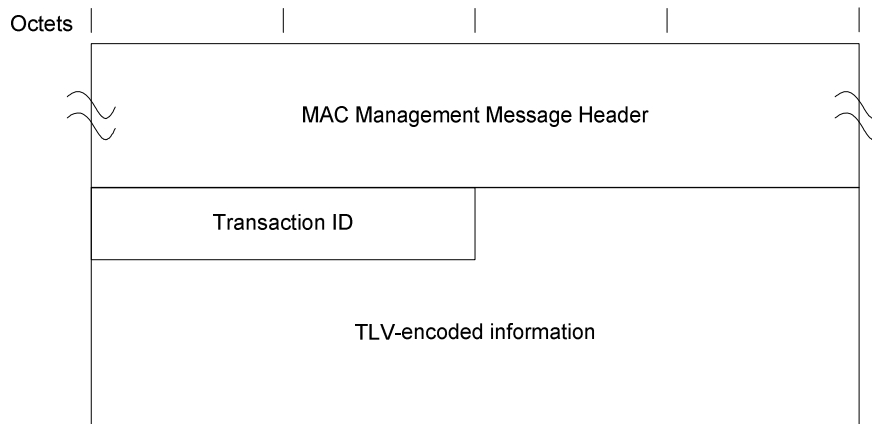 Octets
MAC Management Message Header
Transaction ID
TLV-encoded information